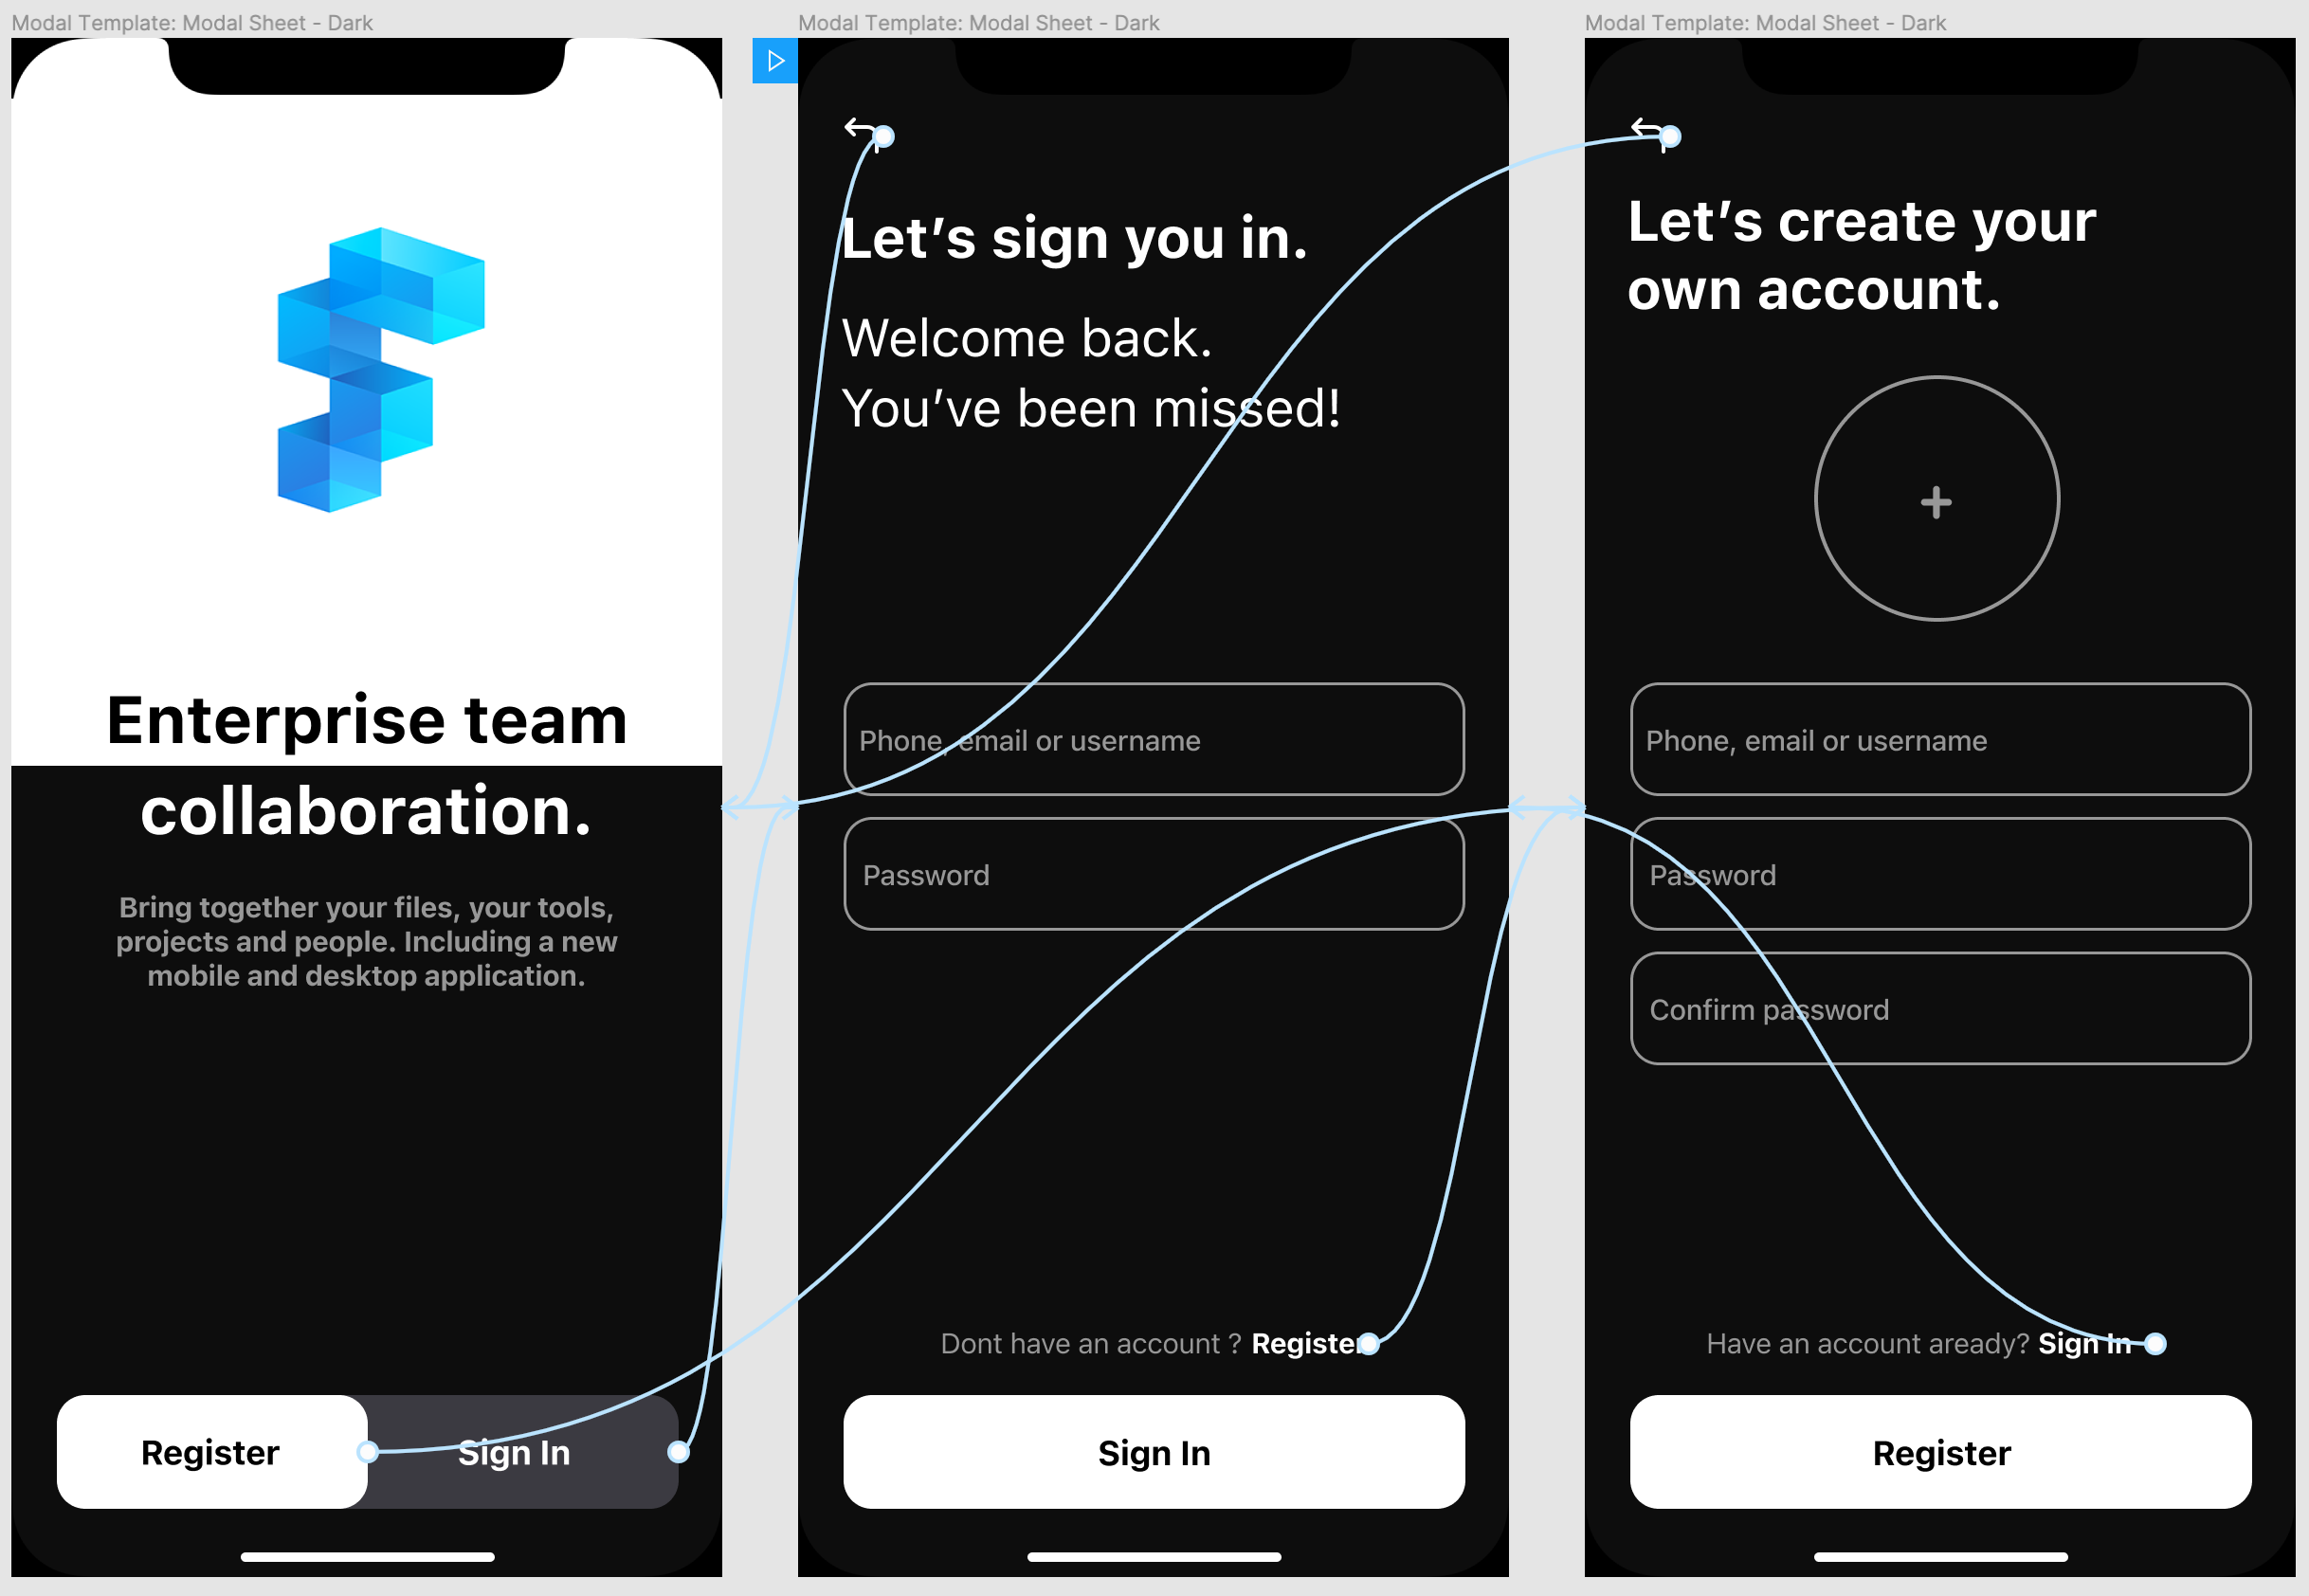 Modal Template: Modal Sheet - Dark
Enterprise team
collaboration.
Bring together your files, your tools,
projects and people. Including a new
mobile and desktop application.
Register
Sign In
Modal Template: Modal Sheet - Dark
Let’s sign you in.
Welcome back.
You’ve been missed!
Phone, email or username
Password
Dont have an account ? Register
Sign In
Modal Template: Modal Sheet - Dark
Let’s create your
own account.
+
Phone, email or username
Password
Confirm password
Have an account aready? Sign In
Register